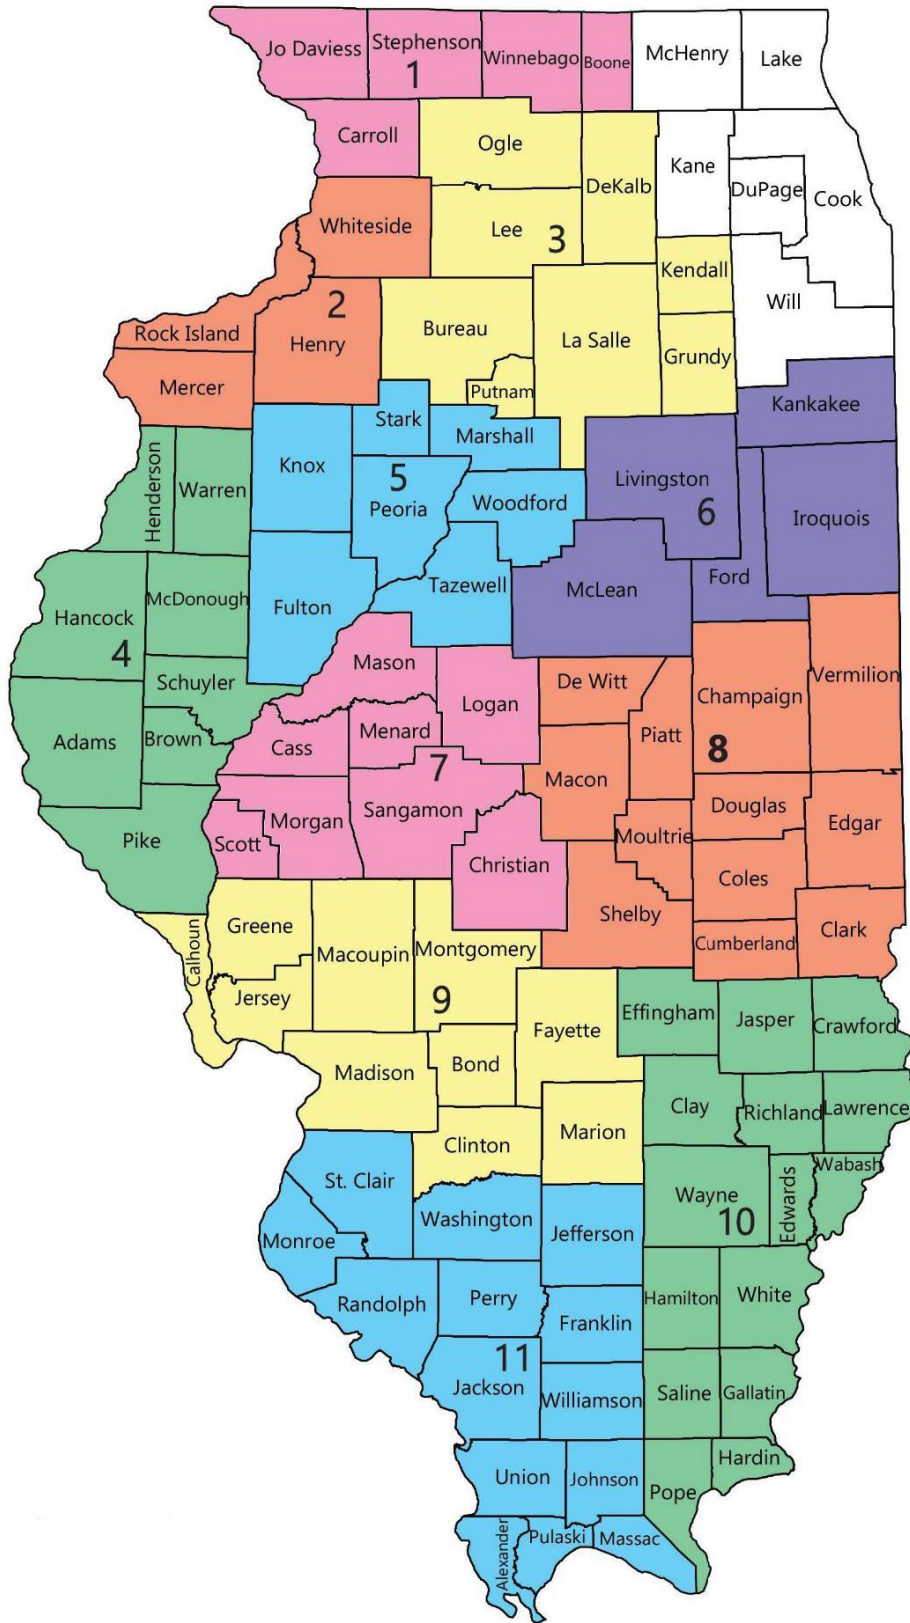 Jo Daviess
Stephenson
1
Winnebago
Boone
McHenry
Lake
Carroll
Ogle
DeKalb
Kane
DuPage
Cook
Whiteside
Lee
3
Kendall
Will
2
Rock Island
Henry
Bureau
La Salle
Grundy
Mercer
Putnam
Kankakee
Stark
Marshall
Henderson
Warren
Knox
5
Peoria
Woodford
Livingston
6
Iroquois
Ford
Hancock
4
McDonough
Fulton
Tazewell
McLean
Schuyler
Mason
Logan
De Witt
Champaign
Vermilion
Adams
Brown
Cass
Menard
7
Piatt
8
Macon
Pike
Scott
Morgan
Sangamon
Christian
Moultrie
Douglas
Edgar
Coles
Shelby
Cumberland
Clark
Calhoun
Greene
Macoupin
Montgomery
Jersey
9
Fayette
Effingham
Jasper
Crawford
Madison
Bond
Clay
Richland
Lawrence
Clinton
Marion
Wabash
St. Clair
Washington
Jefferson
Wayne
10
Edwards
Monroe
Randolph
Perry
Franklin
Hamilton
White
11
Jackson
Williamson
Saline
Gallatin
Union
Johnson
Pope
Hardin
Alexander
Pulaski
Massac